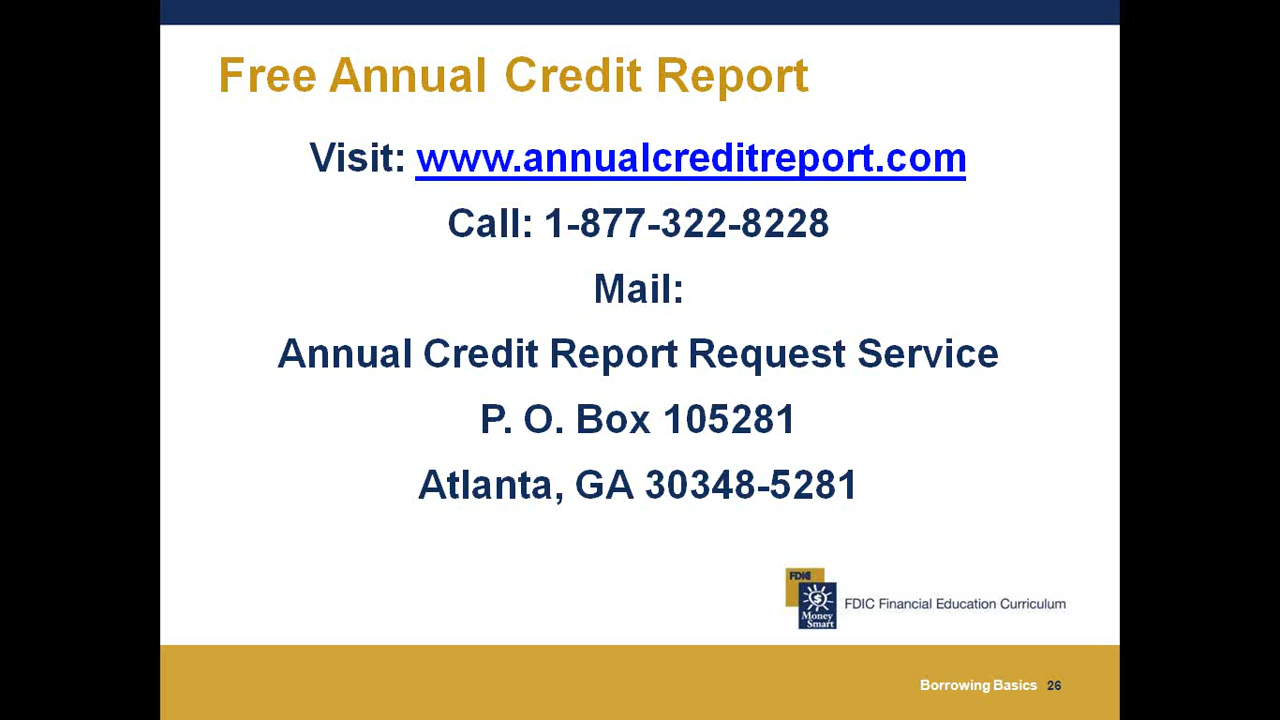 Free Annual Credit Report
Visit: www.annualcreditreport.com
Call: 1-877-322-8228
Mail:
Annual Credit Report Request Service
P. O. Box 105281
Atlanta, GA 30348-5281
FDIC
Money
Smart
FDIC Financial Education Curriculum
Borrowing Basics 26